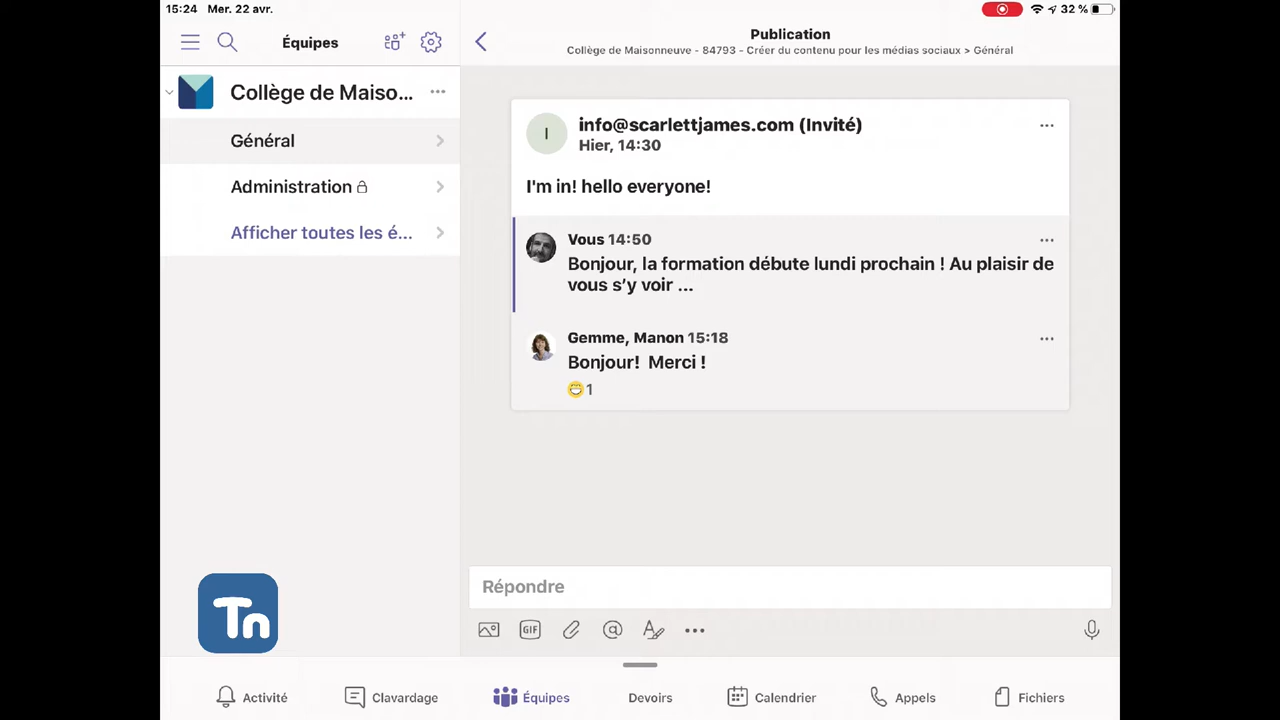 15:24 Mer. 22 avr.
32 %
Équipes
Publication
Collège de Maisonneuve - 84793 - Créer du contenu pour les médias sociaux > Général
Collège de Maiso...
Général
Administration
Afficher toutes les é...
I
info@scarlettjames.com (Invité)
Hier, 14:30
I'm in! hello everyone!
Vous 14:50
Bonjour, la formation débute lundi prochain ! Au plaisir de
vous s’y voir ...
Gemme, Manon 15:18
Bonjour! Merci !
1
Répondre
GIF
Tn
Activité
Clavardage
Équipes
Devoirs
Calendrier
Appels
Fichiers